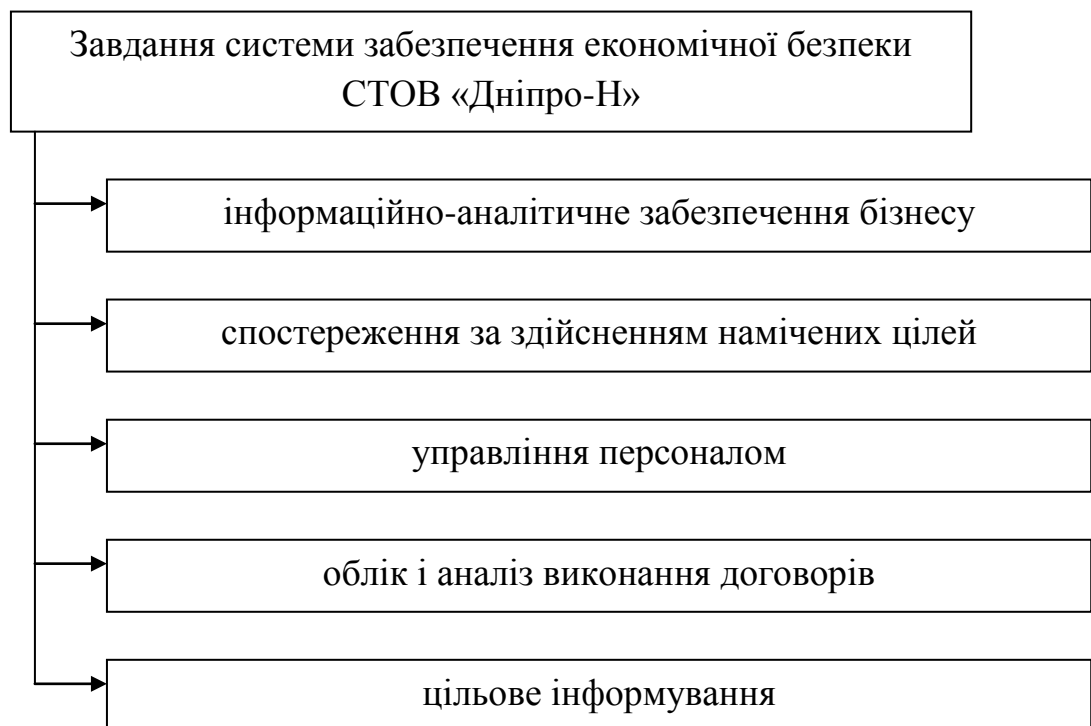 Завдання системи забезпечення економічної безпеки
СТОВ «Дніпро-Н»
інформаційно-аналітичне забезпечення бізнесу
спостереження за здійсненням намічених цілей
управління персоналом
облік і аналіз виконання договорів
цільове інформування